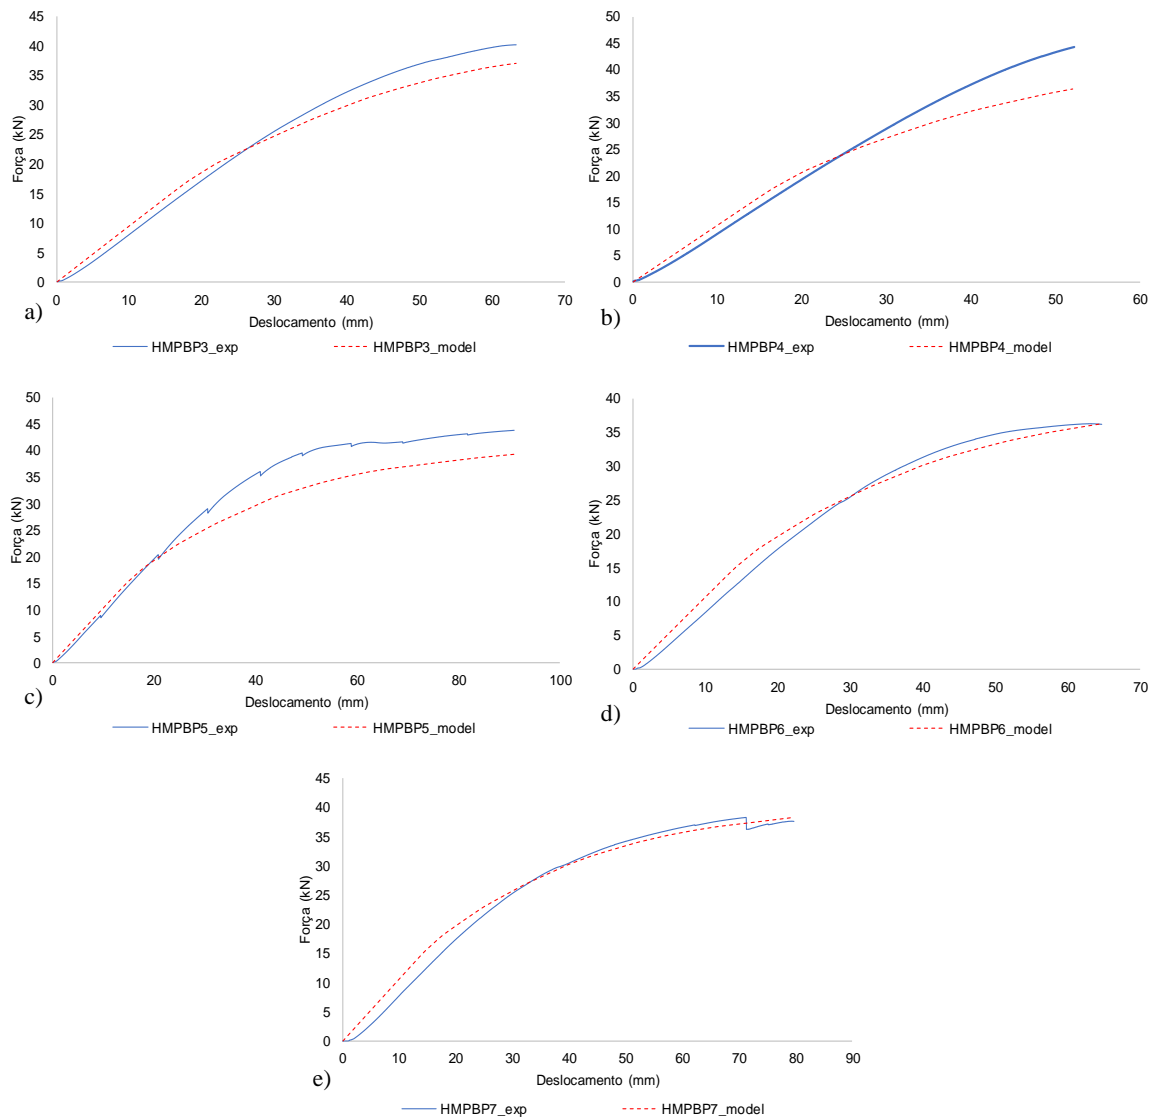 45
40
35
30
25
20
15
10
5
0
Força (kN)
0 10 20 30 40 50 60 70
Deslocamento (mm)
a)
HMPBP3_exp HMPBP3_model
50
45
40
35
30
25
20
15
10
5
0
Força (kN)
0 10 20 30 40 50 60
Deslocamento (mm)
b)
HMPBP4_exp HMPBP4_model
50
45
40
35
30
25
20
15
10
5
0
Força (kN)
0 20 40 60 80 100
Deslocamento (mm)
c)
HMPBP5_exp HMPBP5_model
40
35
30
25
20
15
10
5
0
Força (kN)
0 10 20 30 40 50 60 70
Deslocamento (mm)
d)
HMPBP6_exp HMPBP6_model
45
40
35
30
25
20
15
10
5
0
Força (kN)
0 10 20 30 40 50 60 70 80 90
Deslocamento (mm)
e)
HMPBP7_exp HMPBP7_model